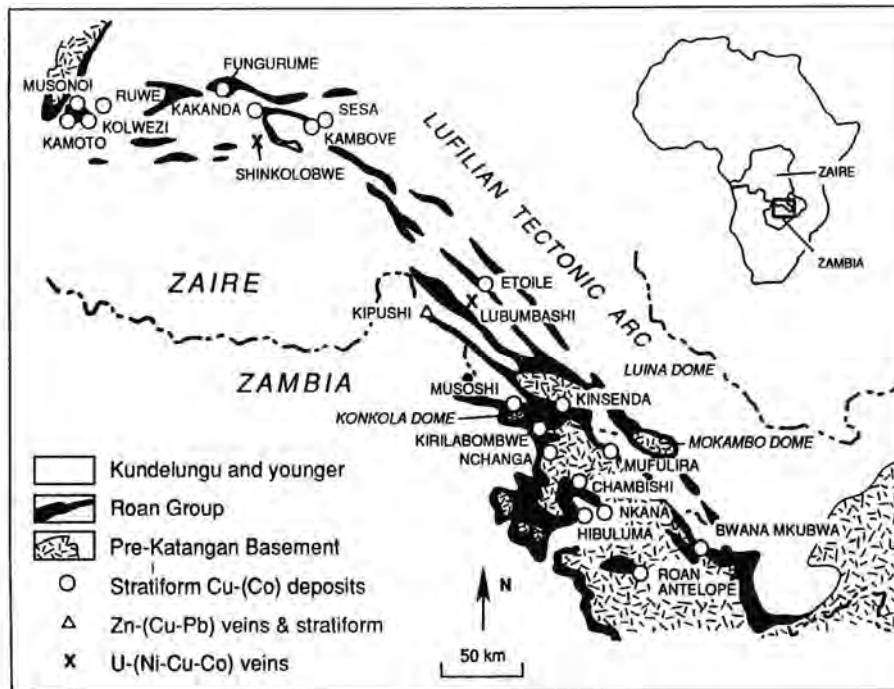 FUNGURUME
MUSONOI
RUWE
KAKANDA
SESA
KOLWEZI
KAMBOVE
KAMOTO
SHINKOLOBWE
LUFILIAN TECTONIC ARC
ZAIRE
ZAMBIA
ZAIRE
ETOILE
KIPUSHI
LUBUMBASHI
ZAMBIA
LUINA DOME
MUSOSHI
KINSENDA
KONKOLA DOME
MOKAMBO DOME
KIRILABOMBWE
NCHANGA
MUFULIRA
CHAMBISHI
NKANA
HIBULUMA
BWANA MKUBWA
ROAN
ANTELOPE
Kundelungu and younger
Roan Group
Pre-Katangan Basement
Stratiform Cu-(Co) deposits
Zn-(Cu-Pb) veins & stratiform
U-(Ni-Cu-Co) veins
N
50 km